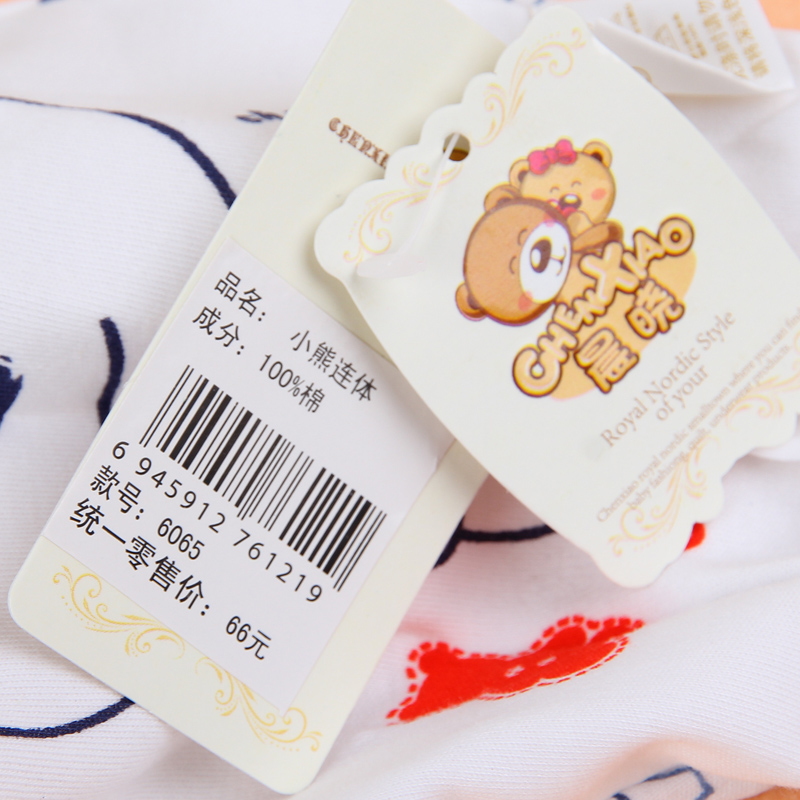 CHENXI
品名： 小熊连体
成分： 100%棉
6 945912 761219
款号： 6065
统一零售价： 66元
CHENXIAO
晨晓
Royal Nordic Style
of your